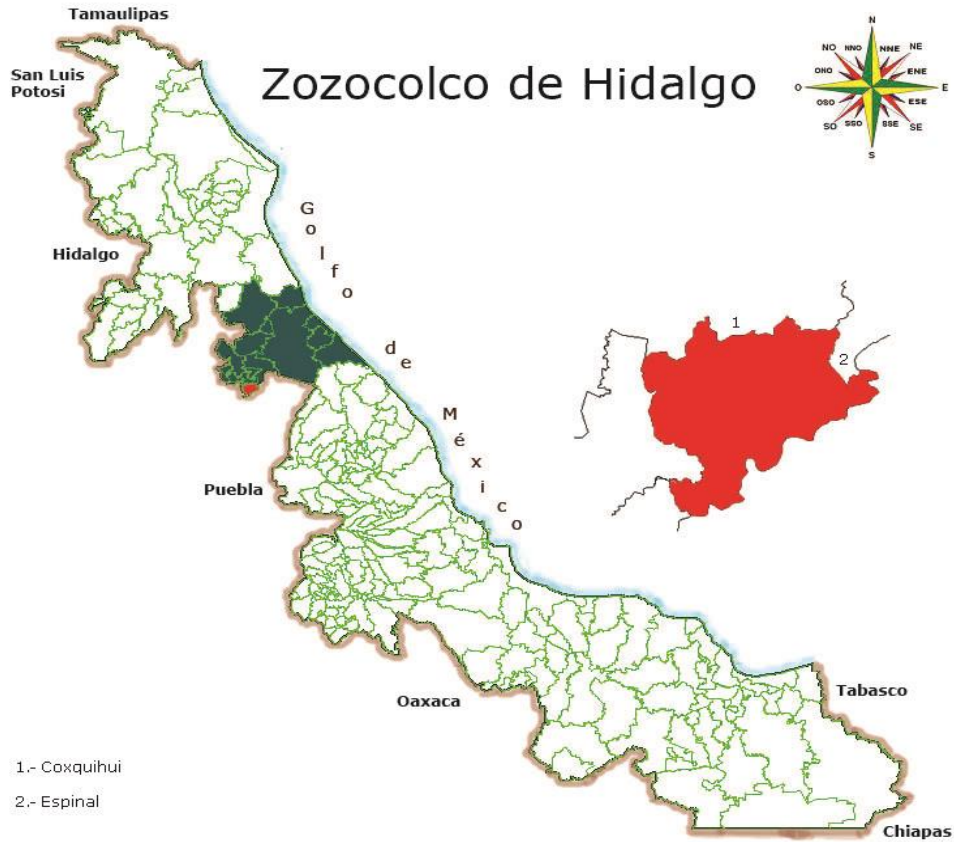 Tamaulipas
San Luis
Potosi
Zozocolco de Hidalgo
N
NNO
NNE
NO
NE
ONO
ENE
O
E
OSO
ESE
SO
SSO
SSE
SE
S
Golfo de México
Hidalgo
1
2
Puebla
Oaxaca
Tabasco
Chiapas
1.- Coxquihui
2.- Espinal